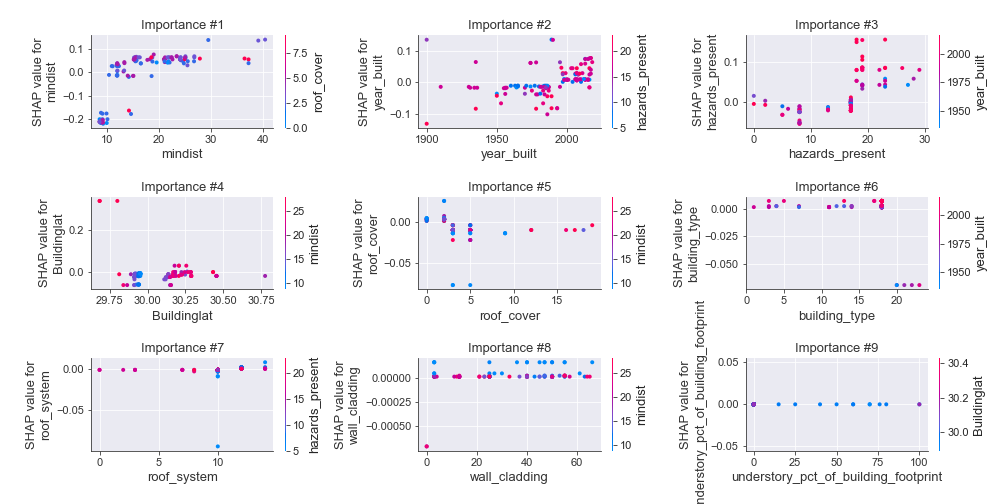 Importance #1
SHAP value for
mindist
0.1
0.0
−0.1
−0.2
10
20
30
40
mindist
7.5
5.0
2.5
0.0
roof_cover
Importance #2
SHAP value for
year_built
0.1
0.0
−0.1
1900
1950
2000
year_built
20
15
10
5
hazards_present
Importance #3
SHAP value for
hazards_present
0.1
0.0
0
10
20
30
hazards_present
2000
1975
1950
year_built
Importance #4
SHAP value for
Buildinglat
0.2
0.0
29.75
30.00
30.25
30.50
30.75
Buildinglat
25
20
15
10
mindist
Importance #5
SHAP value for
roof_cover
0.00
−0.05
0
5
10
15
roof_cover
25
20
15
10
mindist
Importance #6
SHAP value for
building_type
0.000
−0.025
−0.050
0
5
10
15
20
building_type
2000
1975
1950
year_built
Importance #7
SHAP value for
roof_system
0.00
−0.05
0
5
10
roof_system
20
15
10
5
hazards_present
Importance #8
SHAP value for
wall_cladding
0.00000
−0.00025
−0.00050
0
20
40
60
wall_cladding
25
20
15
10
mindist
Importance #9
SHAP value for
understory_pct_of_building_footprint
0.05
0.00
−0.05
0
25
50
75
100
understory_pct_of_building_footprint
30.4
30.2
30.0
Buildinglat